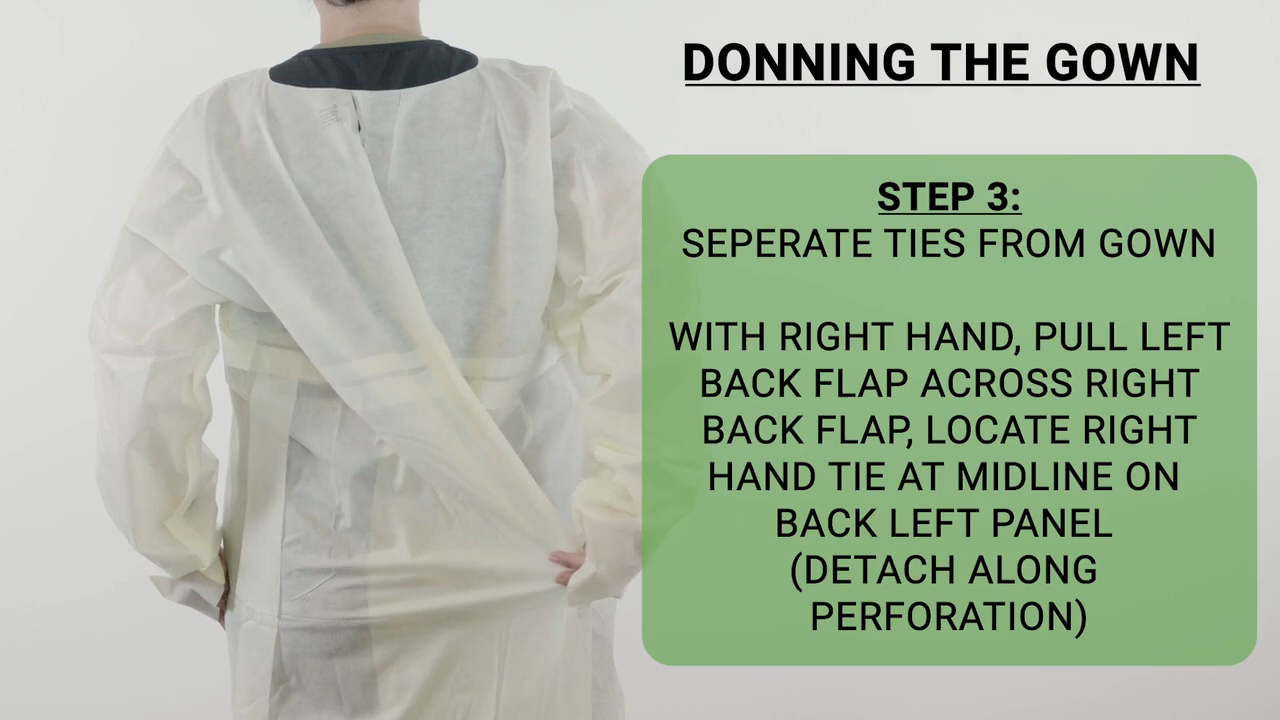 DONNING THE GOWN
STEP 3:
SEPERATE TIES FROM GOWN
WITH RIGHT HAND, PULL LEFT
BACK FLAP ACROSS RIGHT
BACK FLAP, LOCATE RIGHT
HAND TIE AT MIDLINE ON
BACK LEFT PANEL
(DETACH ALONG
PERFORATION)